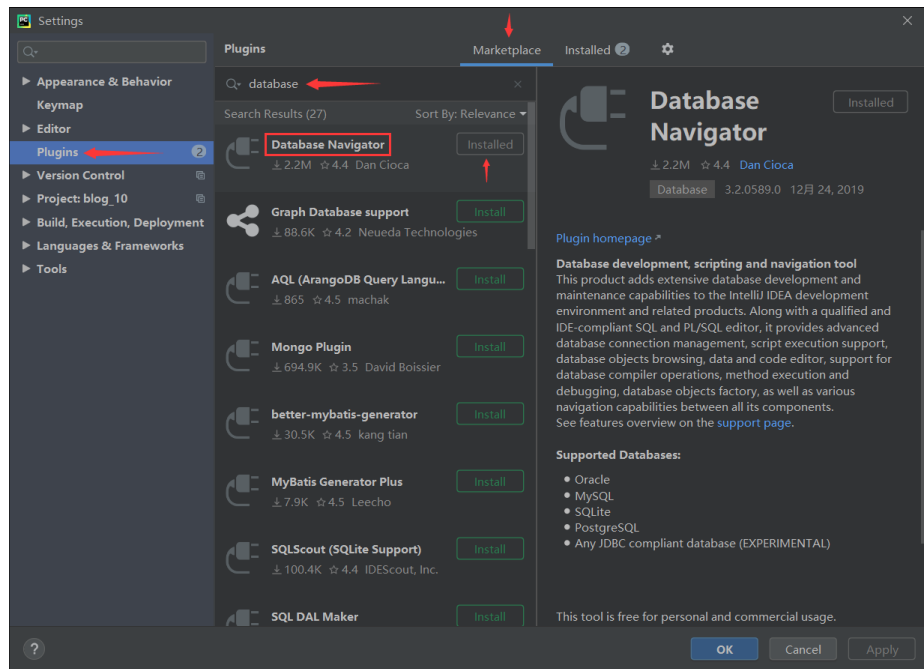 PC
Settings
Plugins
Marketplace
Installed 2
Appearance & Behavior
Keymap
Editor
Plugins 2
Version Control
Project: blog_10
Build, Execution, Deployment
Languages & Frameworks
Tools
database
Search Results (27) Sort By: Relevance
Database Navigator Installed
2.2M 4.4 Dan Cioca
Graph Database support Install
88.6K 4.2 Neueda Technologies
AQL (ArangoDB Query Langu... Install
865 4.5 machak
Mongo Plugin Install
694.9K 3.5 David Boissier
better-mybatis-generator Install
30.5K 4.5 kang tian
MyBatis Generator Plus Install
7.9K 4.5 Leecho
SQLScout (SQLite Support) Install
100.4K 4.4 IDEScout, Inc.
SQL DAL Maker Install
Database
Navigator
Installed
2.2M 4.4 Dan Cioca
Database 3.2.0589.0 12月 24, 2019
Plugin homepage
Database development, scripting and navigation tool
This product adds extensive database development and
maintenance capabilities to the IntelliJ IDEA development
environment and related products. Along with a qualified and
IDE-compliant SQL and PL/SQL editor, it provides advanced
database connection management, script execution support,
database objects browsing, data and code editor, support for
database compiler operations, method execution and
debugging, database objects factory, as well as various
navigation capabilities between all its components.
See features overview on the support page.
Supported Databases:
Oracle
MySQL
SQLite
PostgreSQL
Any JDBC compliant database (EXPERIMENTAL)
This tool is free for personal and commercial usage.
?
OK
Cancel
Apply